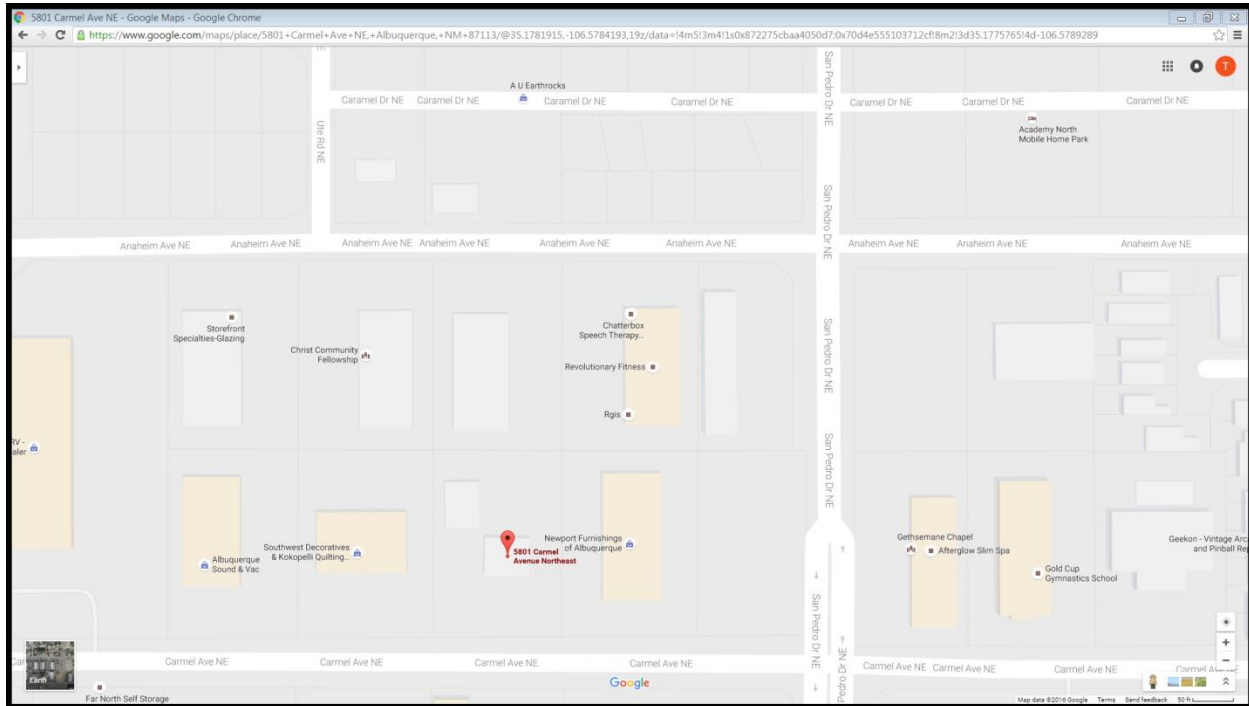 5801 Carmel Ave NE - Google Maps - Google Chrome
https://www.google.com/maps/place/5801+Carmel+Ave+NE,+Albuquerque,+NM+87113/@35.1781915,-106.5784193,19z/data=!4m5!3m4!1s0x872275cbaa4050d7:0x70d4e555103712cf!8m2!3d35.1775765!4d-106.5789289
T
A U Earthrocks
Caramel Dr NE Caramel Dr NE Caramel Dr NE Caramel Dr NE Caramel Dr NE Caramel Dr NE Caramel Dr NE
San Pedro Dr NE
Ute Rd NE
Academy North
Mobile Home Park
San Pedro Dr NE
Anaheim Ave NE Anaheim Ave NE Anaheim Ave NE Anaheim Ave NE Anaheim Ave NE Anaheim Ave NE Anaheim Ave NE Anaheim Ave NE Anaheim Ave NE
Storefront
Specialties-Glazing
Christ Community
Fellowship
Chatterbox
Speech Therapy...
Revolutionary Fitness
Rgis
San Pedro Dr NE
RV -
aler
San Pedro Dr NE
Albuquerque
Sound & Vac
Southwest Decoratives
& Kokopelli Quilting...
5801 Carmel
Avenue Northeast
Newport Furnishings
of Albuquerque
Gethsemane Chapel
Afterglow Slim Spa
Gold Cup
Gymnastics School
Geekon - Vintage Arc
and Pinball Rep
San Pedro Dr NE
Pedro Dr NE
Car
Carmel Ave NE Carmel Ave NE Carmel Ave NE Carmel Ave NE Carmel Ave NE Carmel Ave NE Carmel Ave NE Carmel Ave NE
Earth
Far North Self Storage
Google
Map data ©2016 Google Terms Send feedback 50 ft